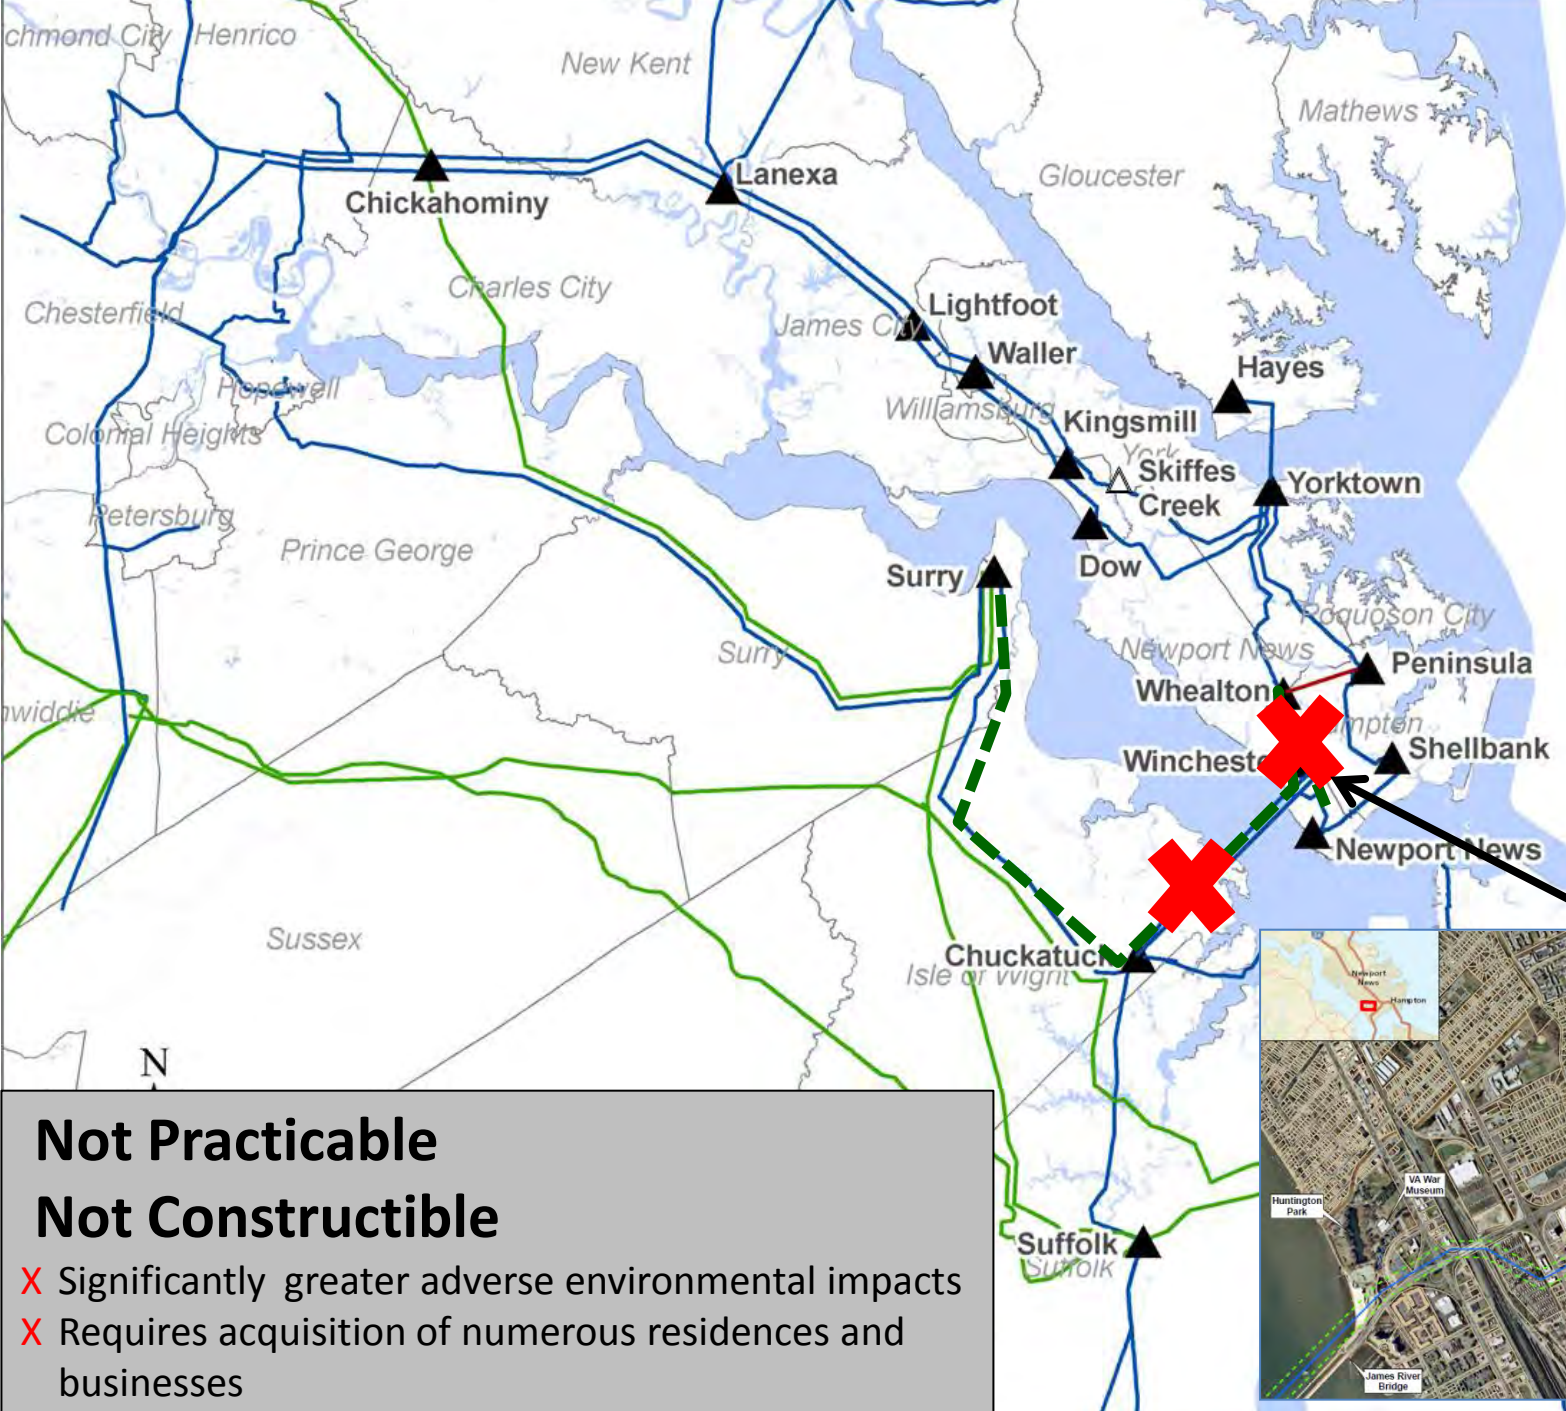 chmond City
Henrico
New Kent
Mathews
Gloucester
Lanexa
Chickahominy
Charles City
Chesterfield
James City
Lightfoot
Waller
Hayes
Hopewell
Williamsburg
Kingsmill
Colonial Heights
York
Skiffes
Creek
Yorktown
Petersburg
Prince George
Dow
Surry
Poquoson City
Surry
Newport News
Peninsula
Whealton
nwiddie
mpton
Shellbank
Wincheste
Newport News
Sussex
Chuckatuck
Isle of Wight
N
Newport
News
Hampton
Not Practicable
Not Constructible
X Significantly greater adverse environmental impacts
X Requires acquisition of numerous residences and
businesses
VA War
Museum
Huntington
Park
Suffolk
Suffolk
James River
Bridge